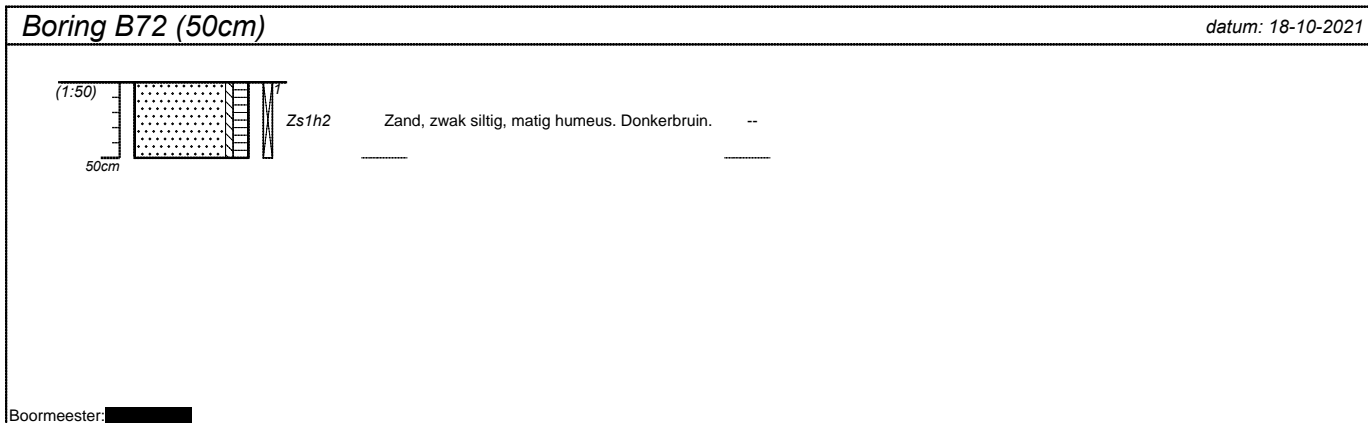 Boring B72 (50cm) datum: 18-10-2021
(1:50) 1
Zs1h2 Zand, zwak siltig, matig humeus. Donkerbruin. --
50cm
Boormeester: